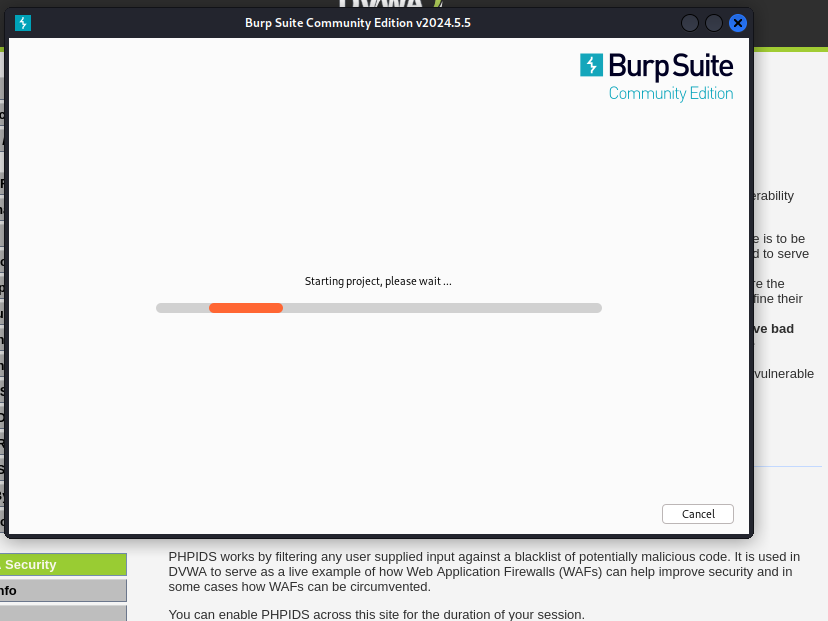 DVWA
Burp Suite Community Edition v2024.5.5
Burp Suite
Community Edition
erability
e is to be
d to serve
Starting project, please wait ...
re the
fine their
ve bad
vulnerable
Cancel
Security
PHPIDS works by filtering any user supplied input against a blacklist of potentially malicious code. It is used in
DVWA to serve as a live example of how Web Application Firewalls (WAFs) can help improve security and in
some cases how WAFs can be circumvented.
nfo
You can enable PHPIDS across this site for the duration of your session.